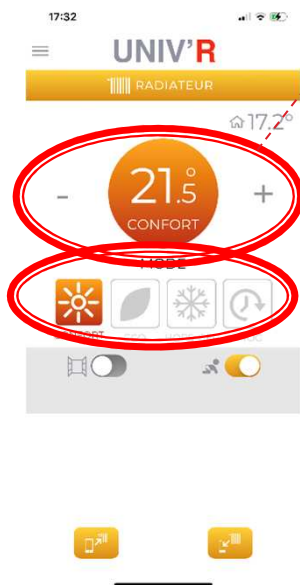 17:32
UNIV'R
RADIATEUR
17.2°
- 21.5° +
CONFORT
MODE